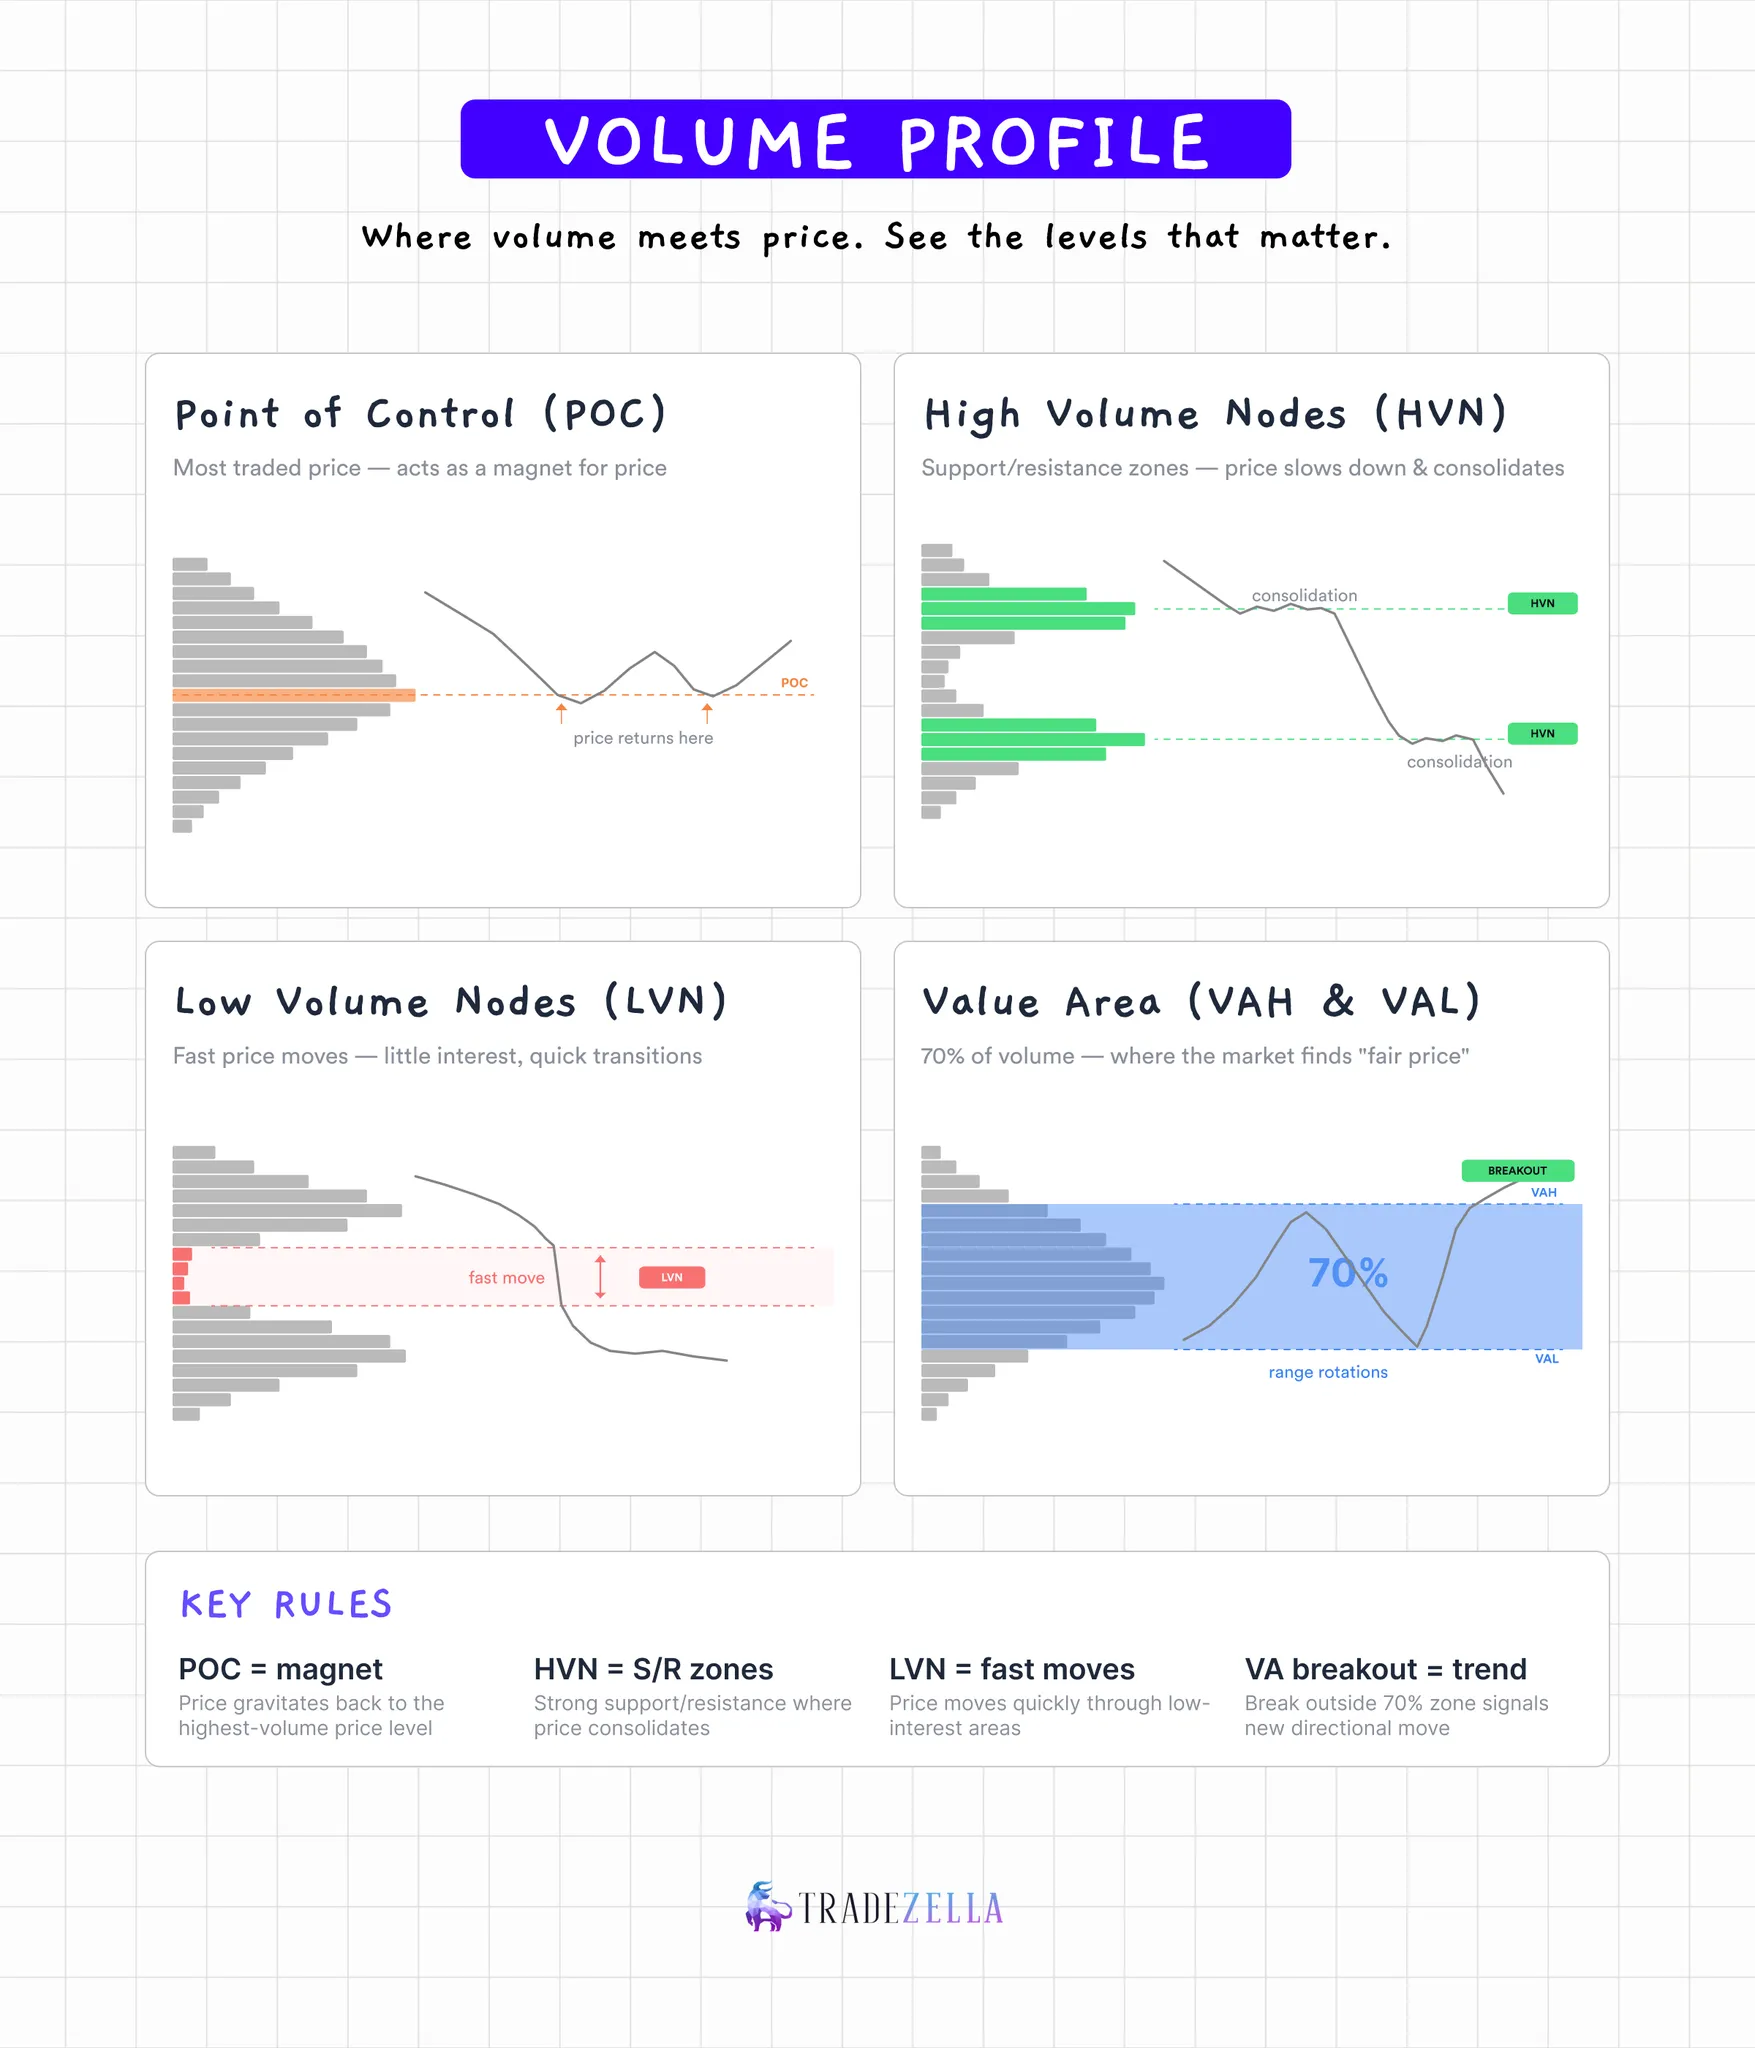 VOLUME PROFILE
Where volume meets price. See the levels that matter.
Point of Control (POC)
Most traded price — acts as a magnet for price
POC
price returns here
High Volume Nodes (HVN)
Support/resistance zones — price slows down & consolidates
consolidation
HVN
HVN
consolidation
Low Volume Nodes (LVN)
Fast price moves — little interest, quick transitions
fast move
LVN
Value Area (VAH & VAL)
70% of volume — where the market finds "fair price"
BREAKOUT
VAH
70%
VAL
range rotations
KEY RULES
POC = magnet
Price gravitates back to the
highest-volume price level
HVN = S/R zones
Strong support/resistance where
price consolidates
LVN = fast moves
Price moves quickly through low-
interest areas
VA breakout = trend
Break outside 70% zone signals
new directional move
TRADEZELLA